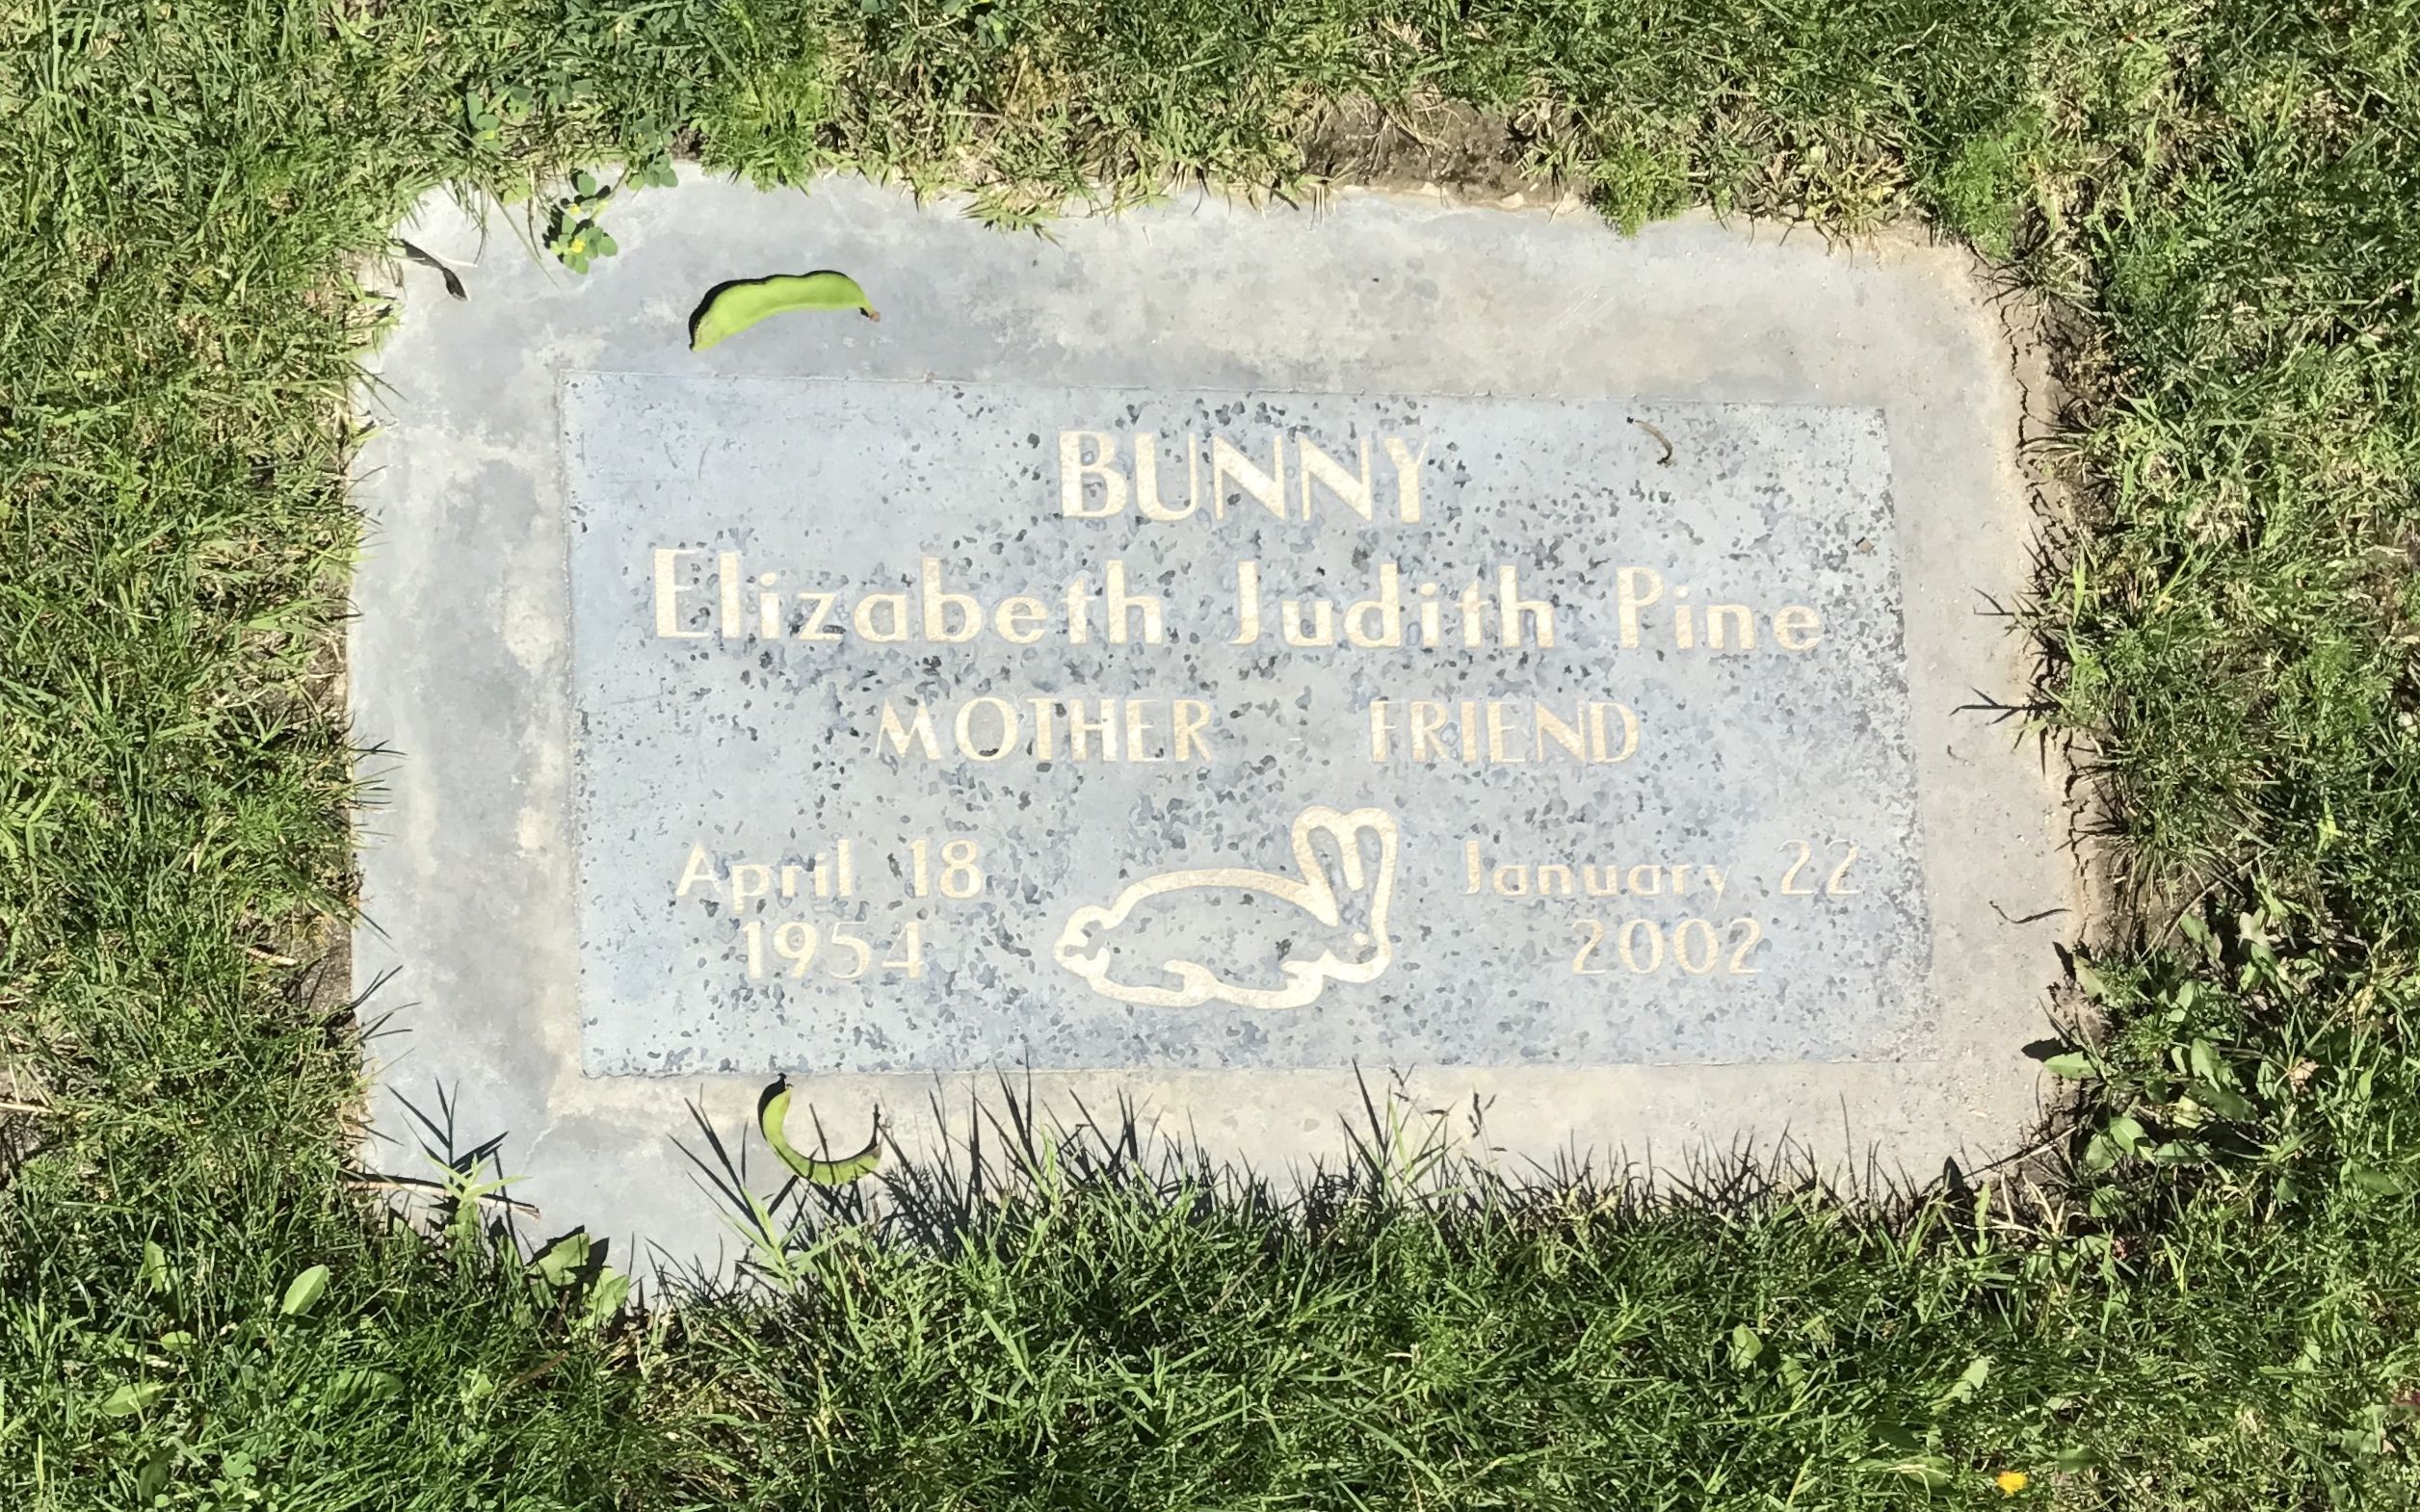 BUNNY
Elizabeth Judith Pine
MOTHER FRIEND
April 18 January 22
1954 2002